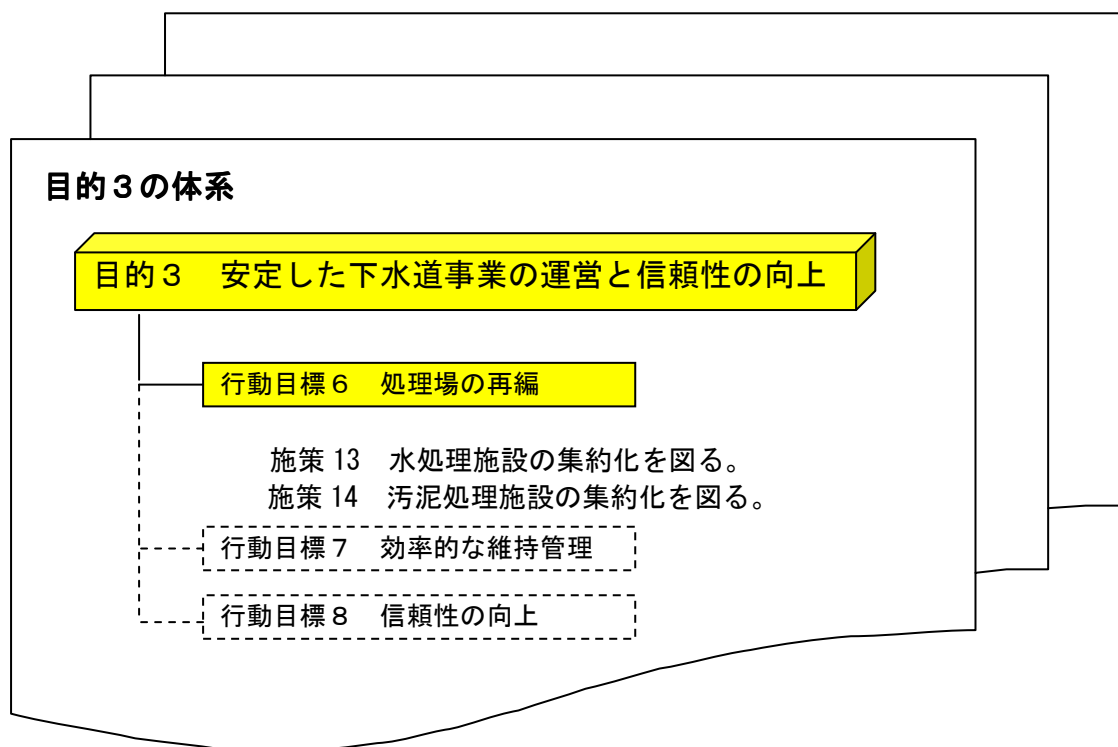 目的３の体系
目的３　安定した下水道事業の運営と信頼性の向上
行動目標６　処理場の再編
施策 13　水処理施設の集約化を図る。
施策 14　汚泥処理施設の集約化を図る。
行動目標７　効率的な維持管理
行動目標８　信頼性の向上